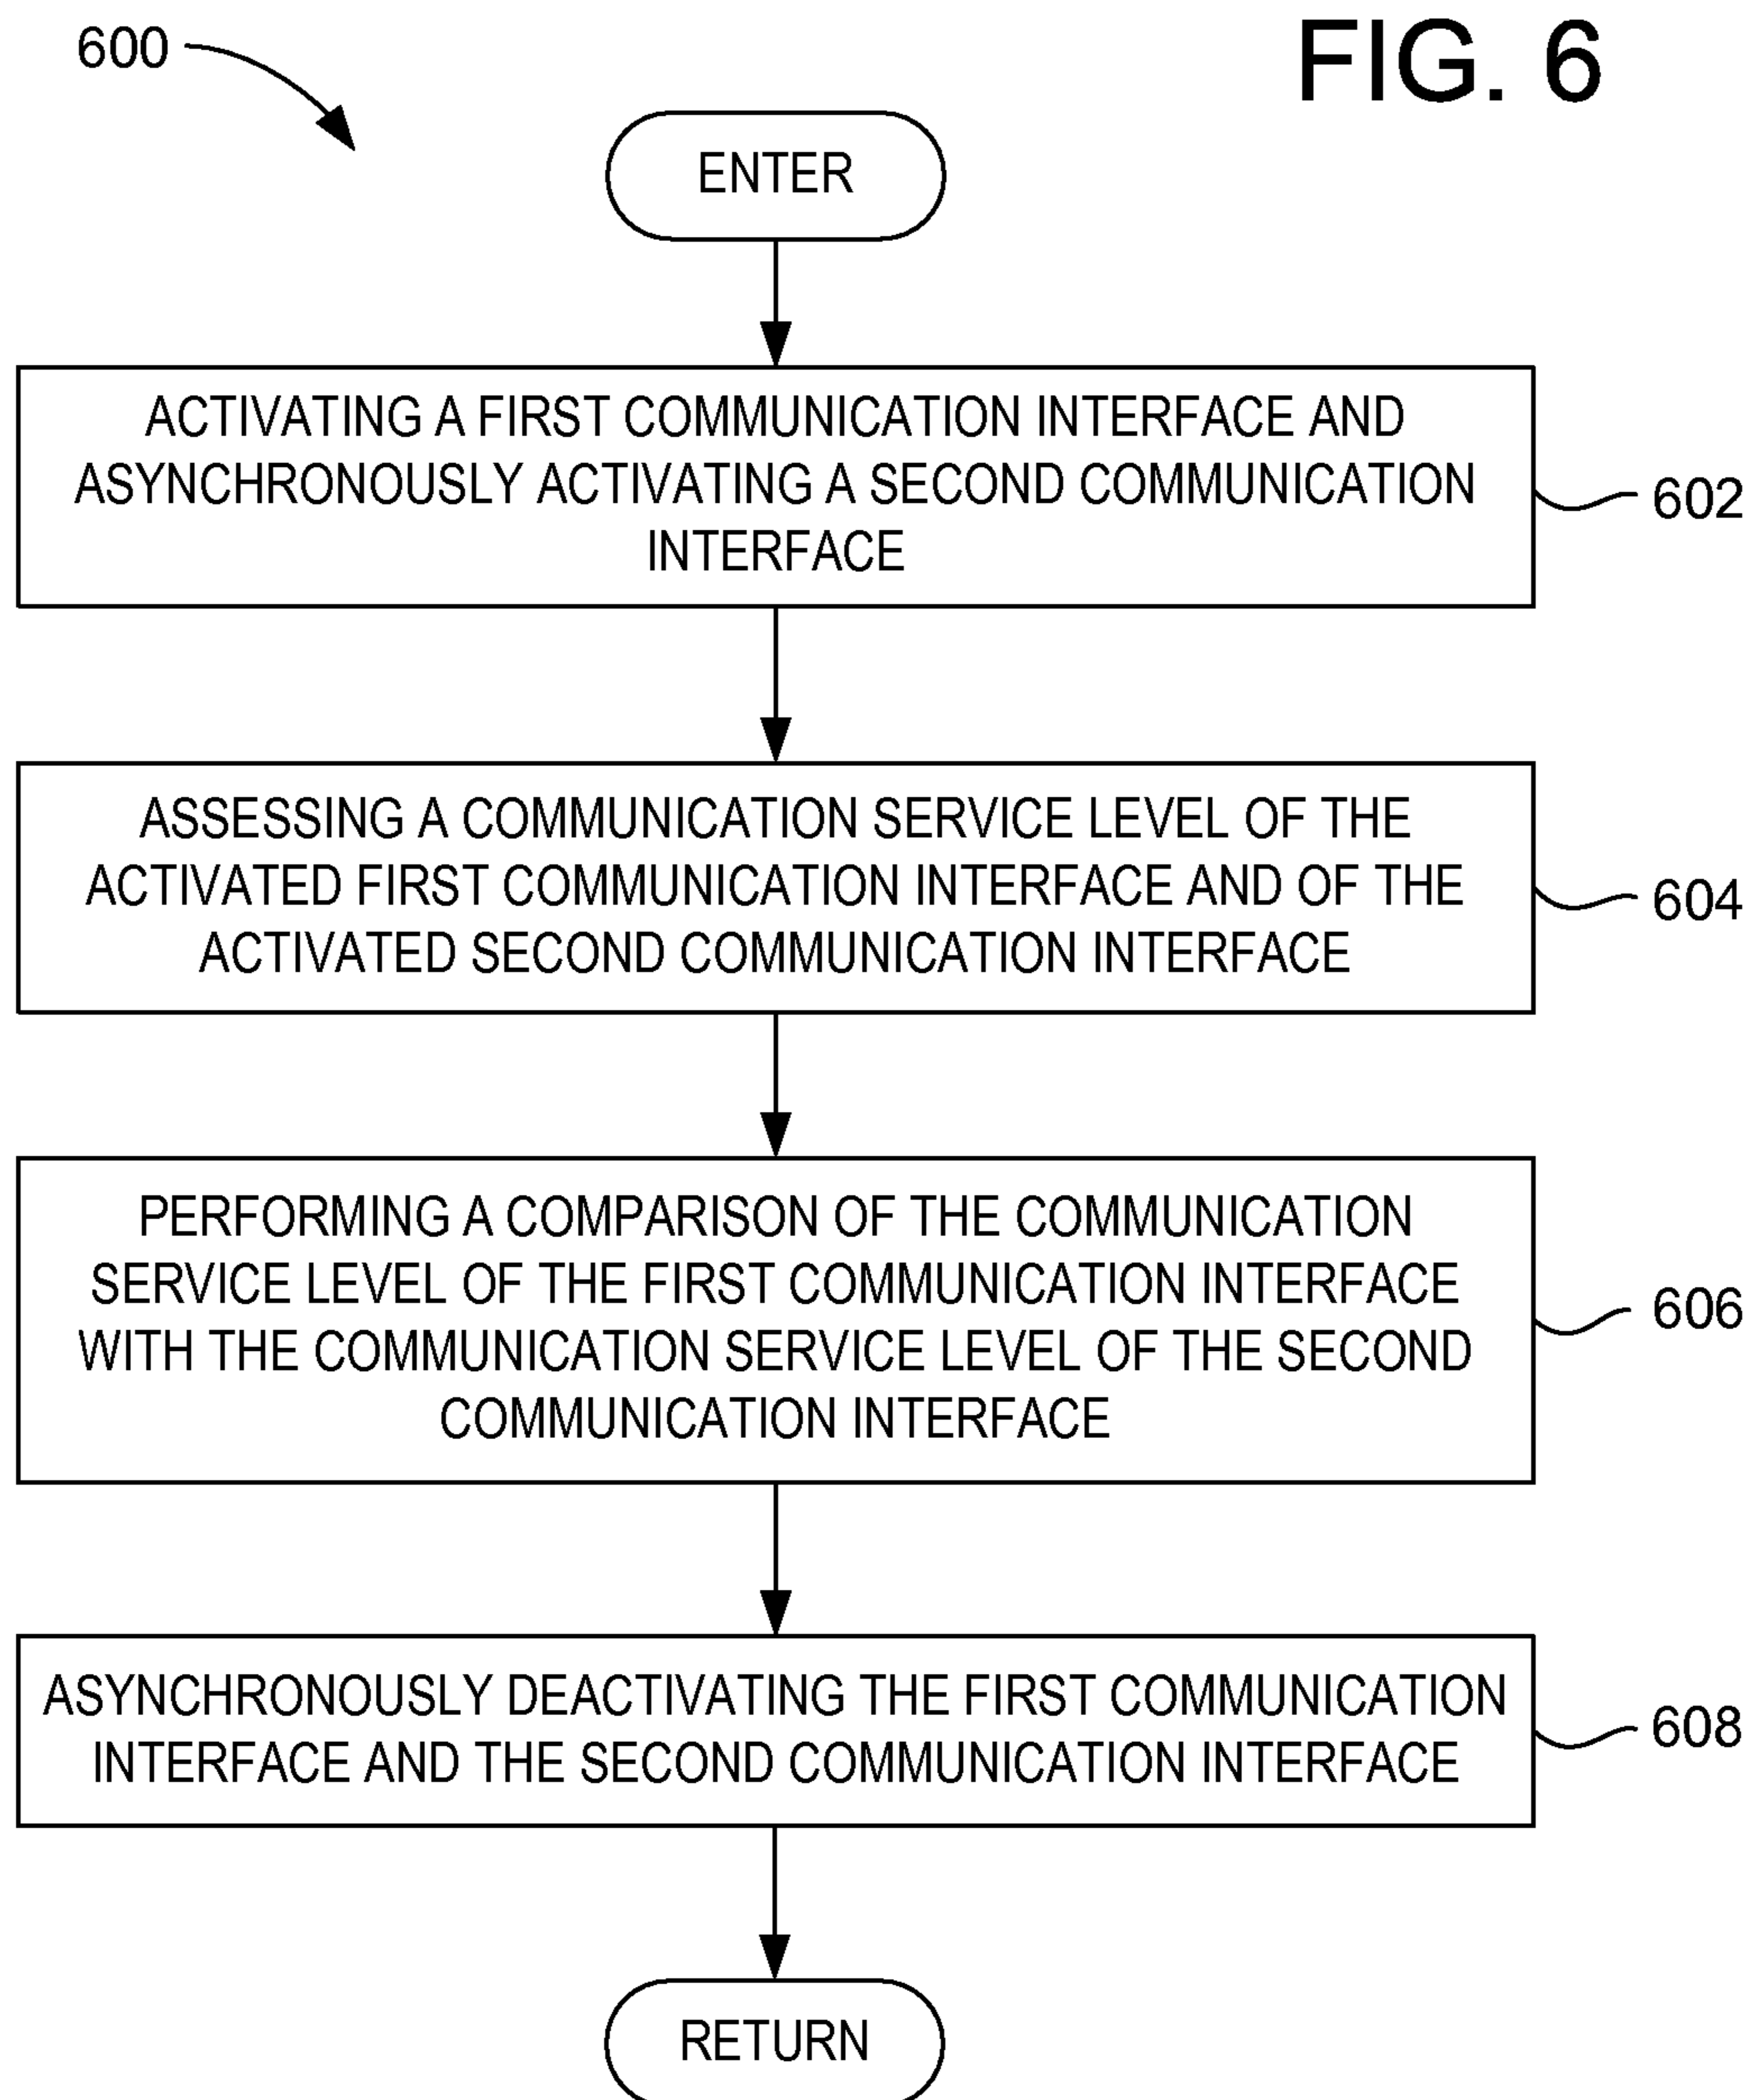 600
FIG. 6
ENTER
ACTIVATING A FIRST COMMUNICATION INTERFACE AND
ASYNCHRONOUSLY ACTIVATING A SECOND COMMUNICATION
INTERFACE
602
ASSESSING A COMMUNICATION SERVICE LEVEL OF THE
ACTIVATED FIRST COMMUNICATION INTERFACE AND OF THE
ACTIVATED SECOND COMMUNICATION INTERFACE
604
PERFORMING A COMPARISON OF THE COMMUNICATION
SERVICE LEVEL OF THE FIRST COMMUNICATION INTERFACE
WITH THE COMMUNICATION SERVICE LEVEL OF THE SECOND
COMMUNICATION INTERFACE
606
ASYNCHRONOUSLY DEACTIVATING THE FIRST COMMUNICATION
INTERFACE AND THE SECOND COMMUNICATION INTERFACE
608
RETURN